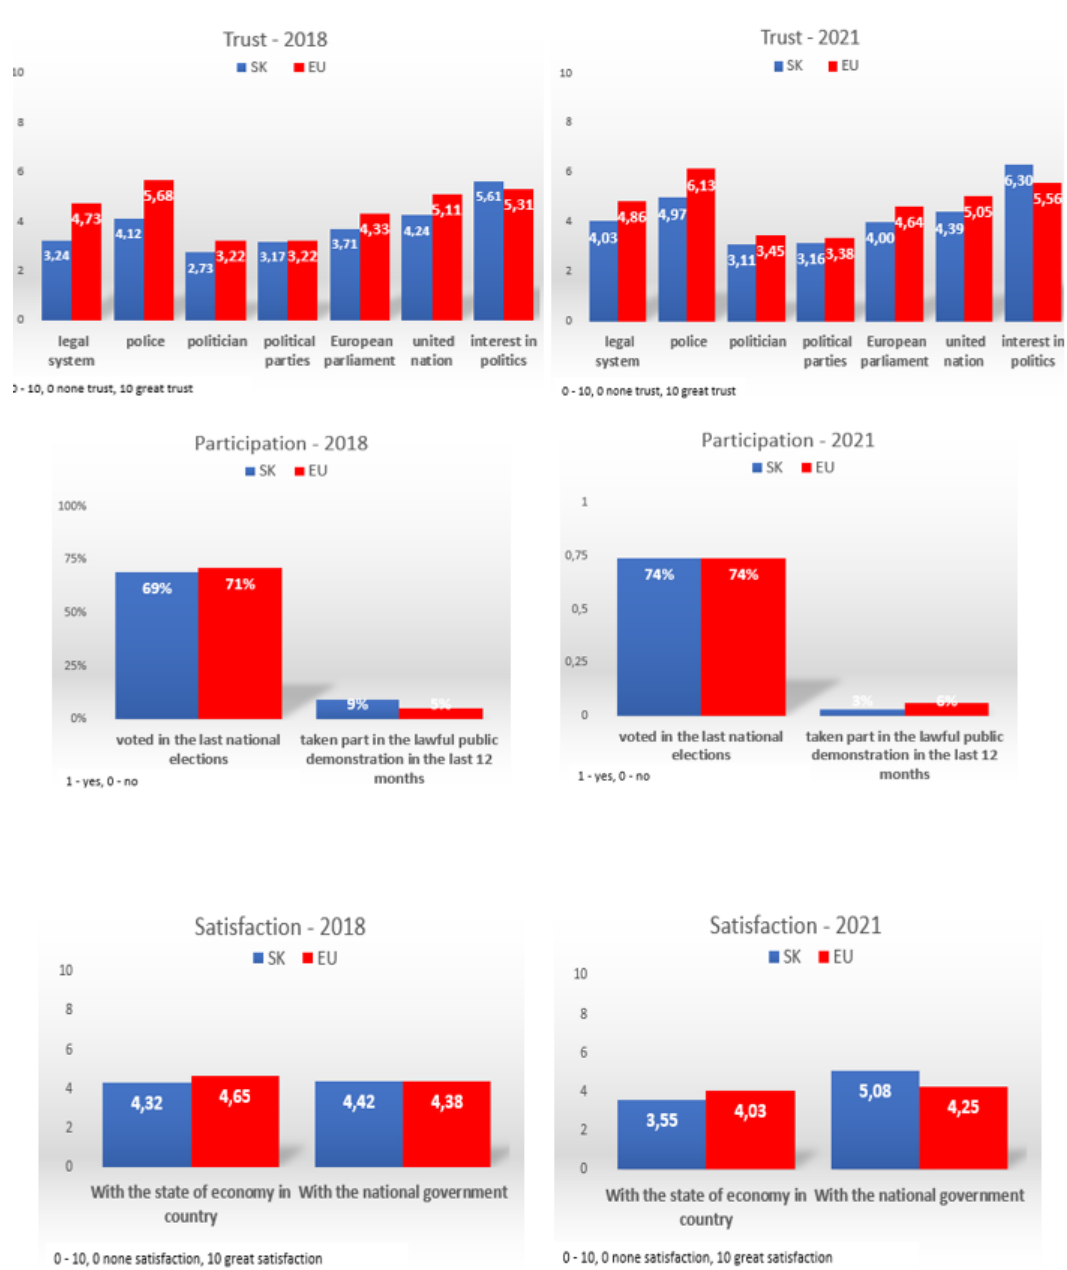 Trust - 2018
SK EU
10
8
6
4
2
0
3,24 4,73 4,12 5,68 2,73 3,22 3,17 3,22 3,71 4,33 4,24 5,11 5,61 5,31
legal police politician political European united interest in
system parties parliament nation politics
0 - 10, 0 none trust, 10 great trust
Trust - 2021
SK EU
10
8
6
4
2
0
4,03 4,86 4,97 6,13 3,11 3,45 3,16 3,38 4,00 4,64 4,39 5,05 6,30 5,56
legal police politician political European united interest in
system parties parliament nation politics
0 - 10, 0 none trust, 10 great trust
Participation - 2018
SK EU
100%
75%
50%
25%
0%
69% 71% 9% 5%
voted in the last national taken part in the lawful public
elections demonstration in the last 12
months
1 - yes, 0 - no
Participation - 2021
SK EU
1
0,75
0,5
0,25
0
74% 74% 3% 6%
voted in the last national taken part in the lawful public
elections demonstration in the last 12
months
1 - yes, 0 - no
Satisfaction - 2018
SK EU
10
8
6
4
2
0
4,32 4,65 4,42 4,38
With the state of economy in With the national government
country
0 - 10, 0 none satisfaction, 10 great satisfaction
Satisfaction - 2021
SK EU
10
8
6
4
2
0
3,55 4,03 5,08 4,25
With the state of economy in With the national government
country
0 - 10, 0 none satisfaction, 10 great satisfaction